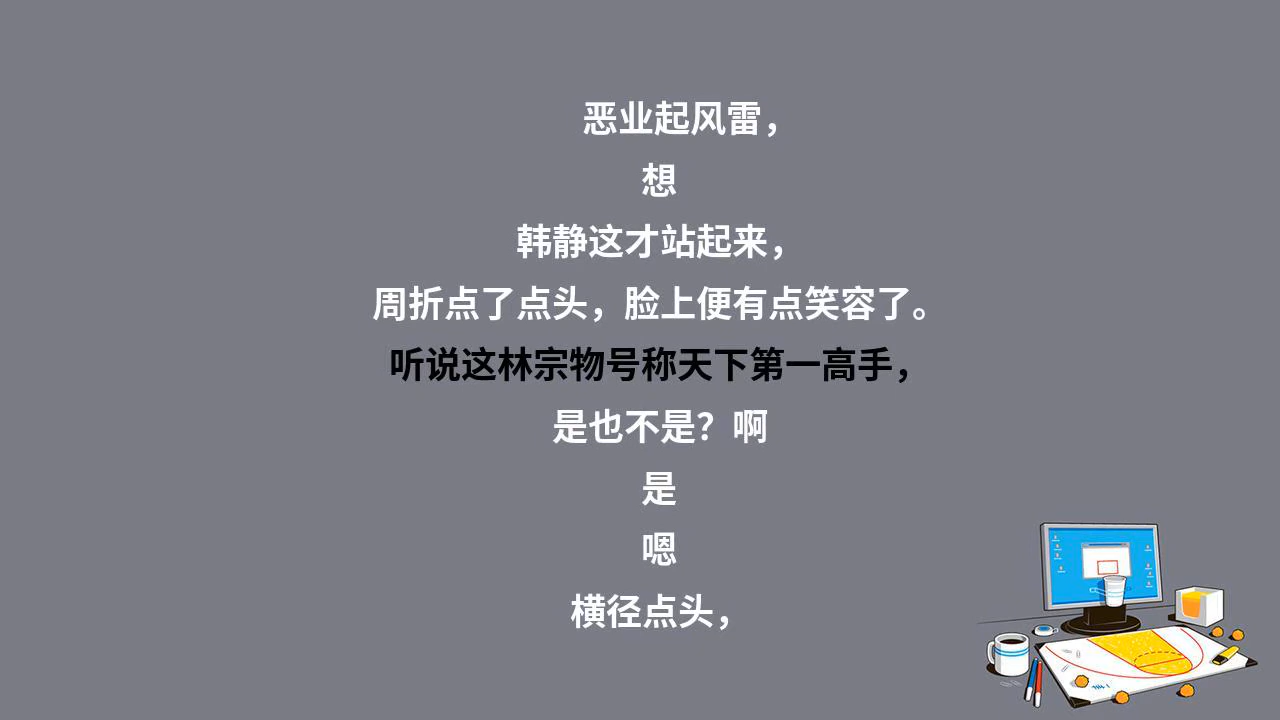 恶业起风雷，
想
韩静这才站起来，
周折点了点头，脸上便有点笑容了。
听说这林宗物号称天下第一高手，
是也不是？啊
是
嗯
横径点头，